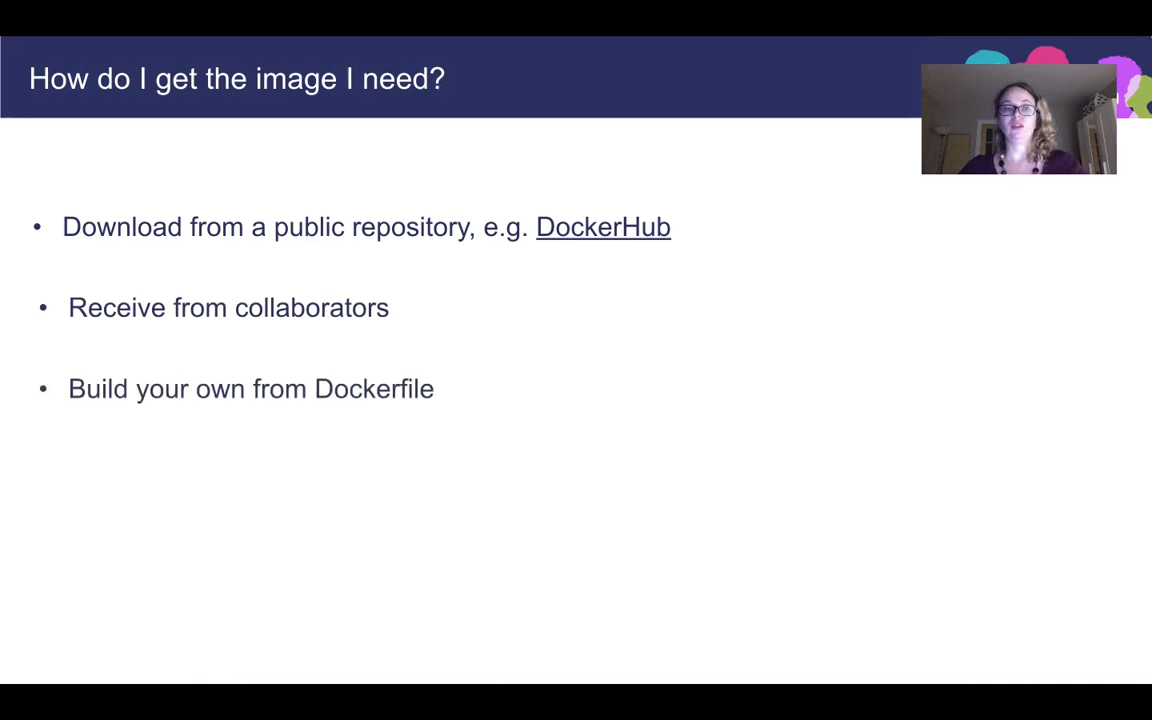 How do I get the image I need?
• Download from a public repository, e.g. DockerHub
• Receive from collaborators
• Build your own from Dockerfile